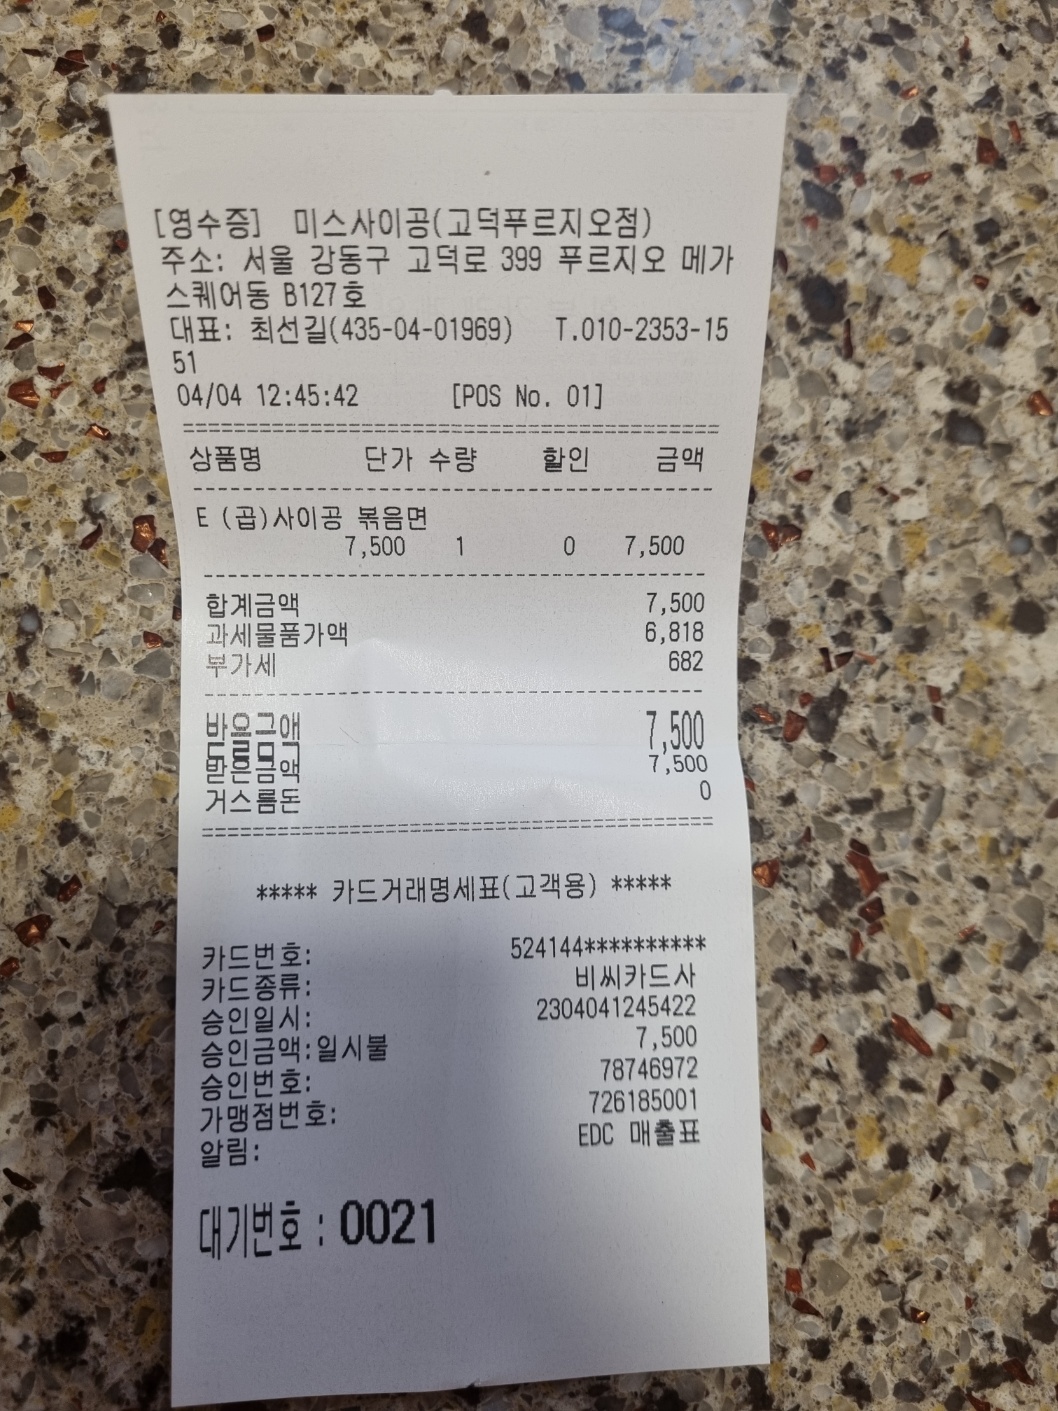 [영수증] 미스사이공(고덕푸르지오점)
주소: 서울 강동구 고덕로 399 푸르지오 메가
스퀘어동 B127호
대표: 최선길(435-04-01969) T.010-2353-15
51
04/04 12:45:42 [POS No. 01]
상품명 단가 수량 할인 금액
E (곱)사이공 볶음면
7,500 1 0 7,500
합계금액 7,500
과세물품가액 6,818
부가세 682
받을금액 7,500
받은금액 7,500
거스름돈 0
***** 카드거래명세표(고객용) *****
카드번호: 524144**********
카드종류: 비씨카드사
승인일시: 2304041245422
승인금액:일시불 7,500
승인번호: 78746972
가맹점번호: 726185001
알림: EDC 매출표
대기번호 : 0021